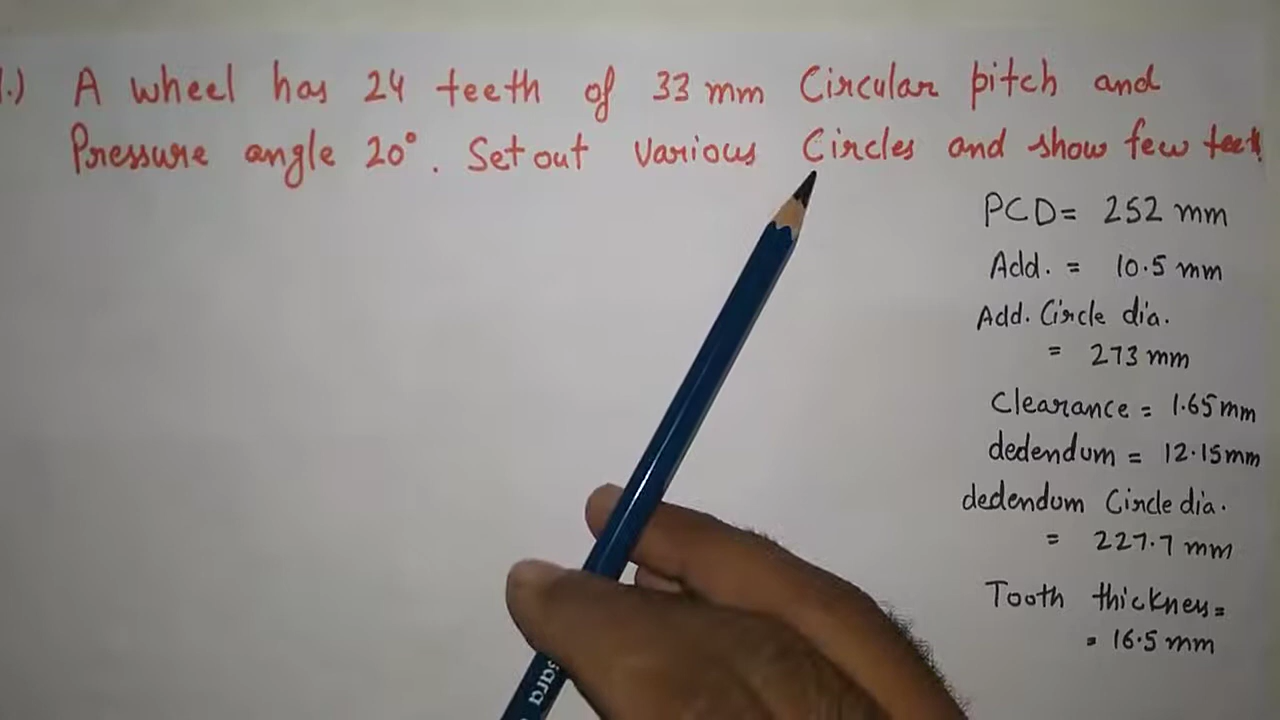 1.) A wheel has 24 teeth of 33 mm Circular pitch and
Pressure angle 20°. Set out various Circles and show few teeth.
PCD = 252 mm
Add. = 10.5 mm
Add. Circle dia.
= 273 mm
Clearance = 1.65 mm
dedendum = 12.15 mm
dedendum Circle dia.
= 227.7 mm
Tooth thickness =
= 16.5 mm